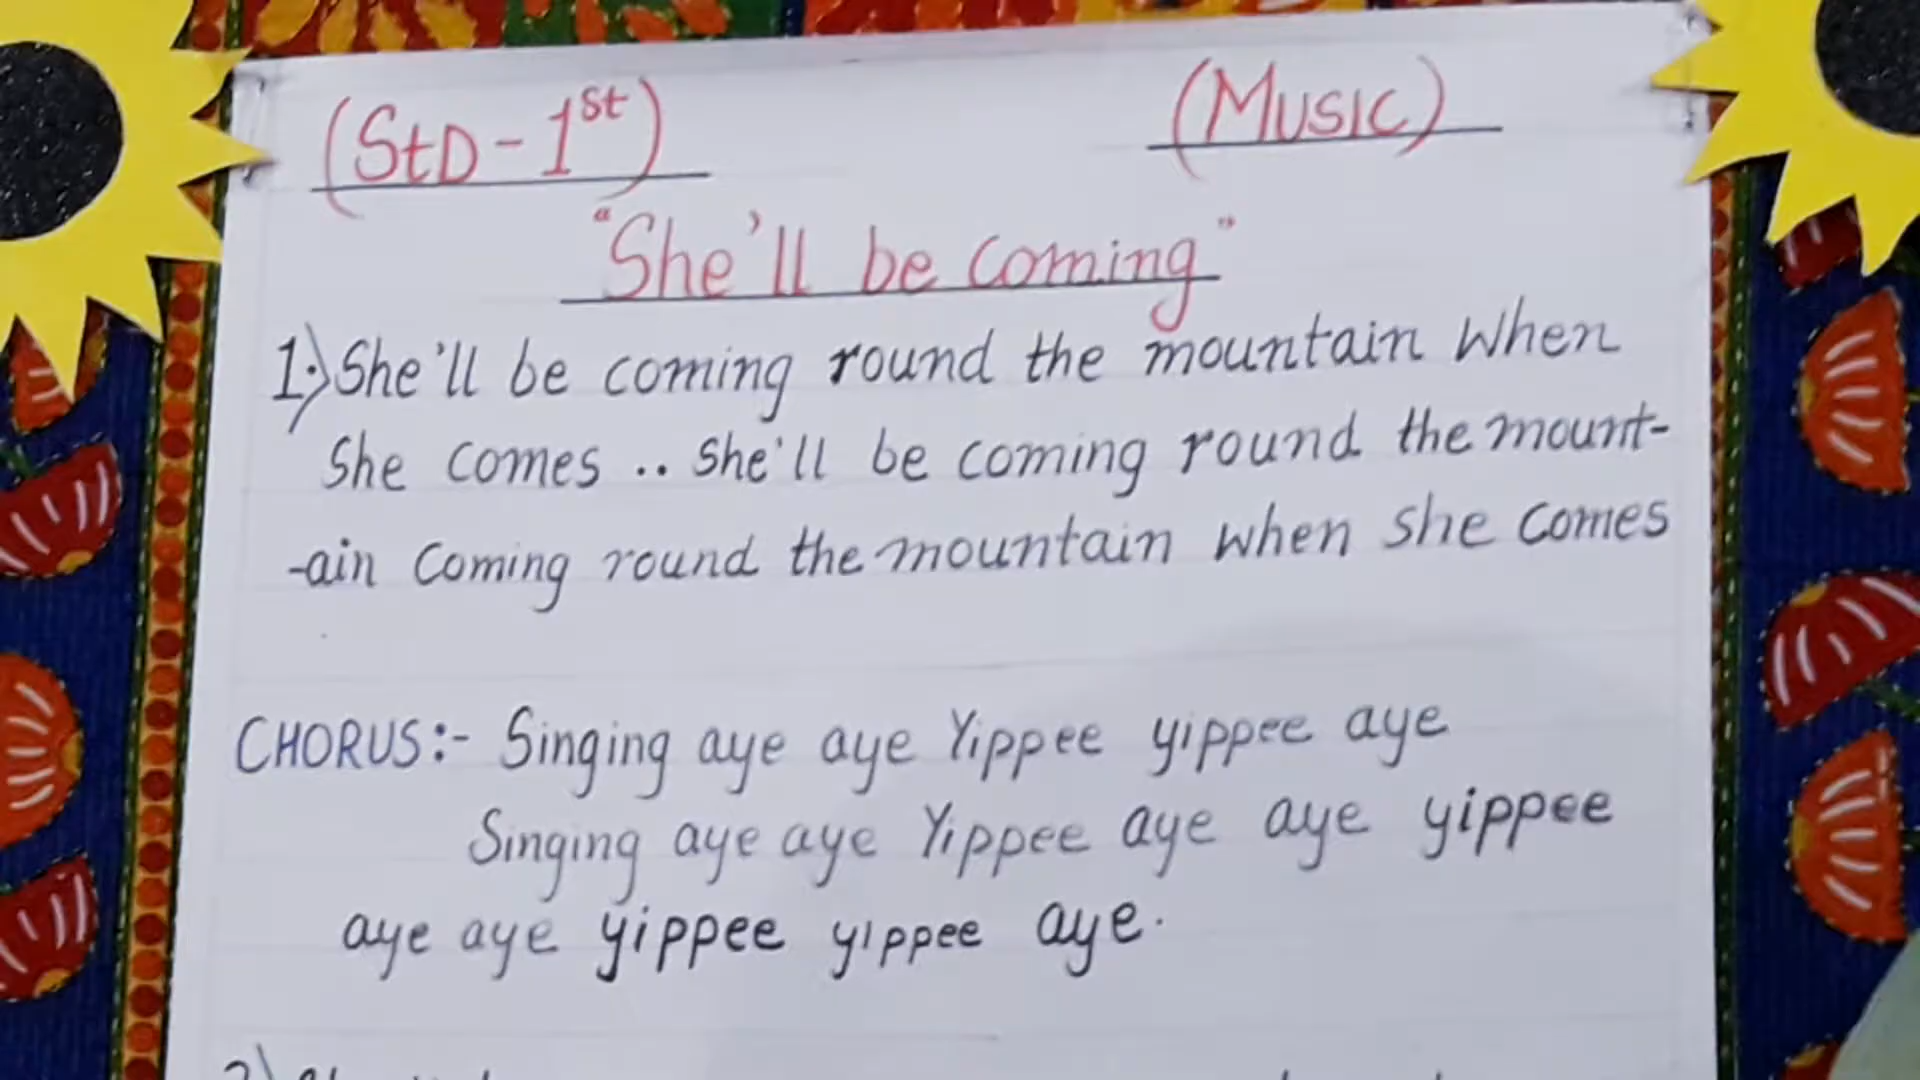 (StD-1st) (MUSIC)
"She'll be Coming"
1.) She'll be coming round the mountain When
She comes .. she'll be coming round the mount-
-ain Coming round the mountain when she comes
CHORUS:- Singing aye aye Yippee yippee aye
Singing aye aye Yippee aye aye yippee
aye aye yippee yippee aye.